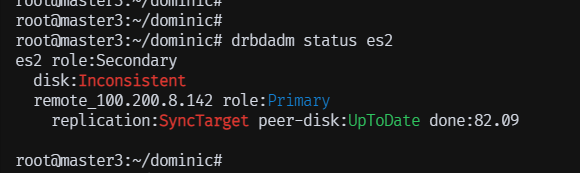 root@master3:~/dominic#
root@master3:~/dominic#
root@master3:~/dominic# drbdadm status es2
es2 role:Secondary
  disk:Inconsistent
  remote_100.200.8.142 role:Primary
    replication:SyncTarget peer-disk:UpToDate done:82.09
root@master3:~/dominic#